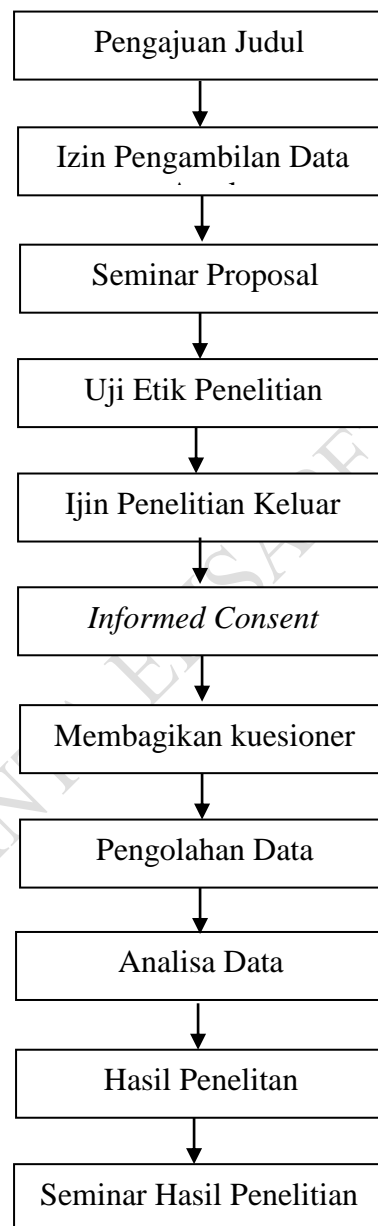 Pengajuan Judul
Izin Pengambilan Data
Seminar Proposal
Uji Etik Penelitian
Ijin Penelitian Keluar
Informed Consent
Membagikan kuesioner
Pengolahan Data
Analisa Data
Hasil Penelitan
Seminar Hasil Penelitian